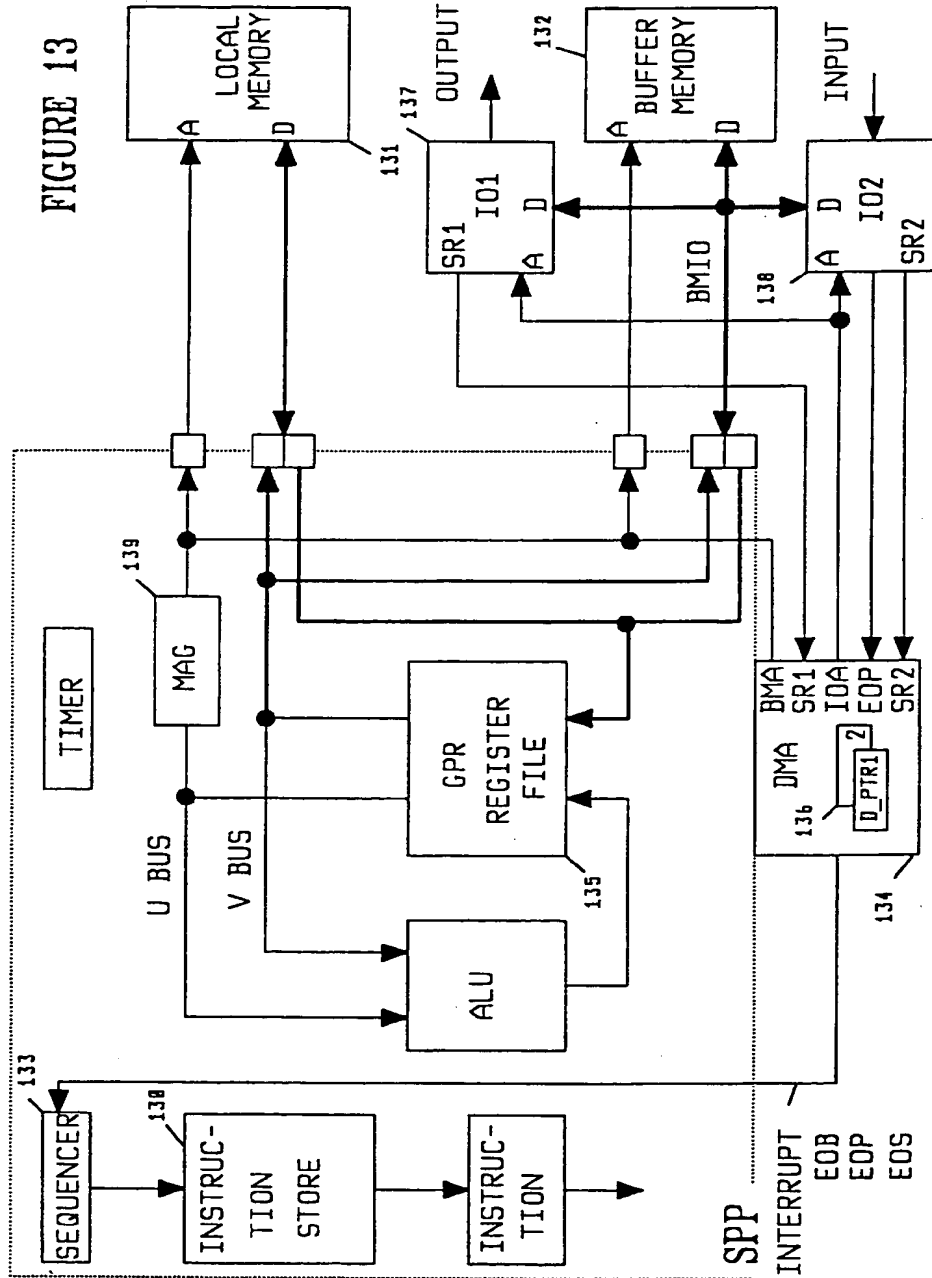 FIGURE 13
LOCAL
MEMORY
A
D
131
137
OUTPUT
SR1
IO1
A
D
132
BUFFER
MEMORY
A
D
BMIO
138
A
D
IO2
SR2
INPUT
TIMER
139
MAG
U BUS
V BUS
GPR
REGISTER
FILE
135
ALU
BMA
SR1
IOA
EOP
SR2
DMA
136
2
D_PTR1
134
133
SEQUENCER
130
INSTRUC-
TION
STORE
INSTRUC-
TION
SPP
INTERRUPT
EOB
EOP
EOS